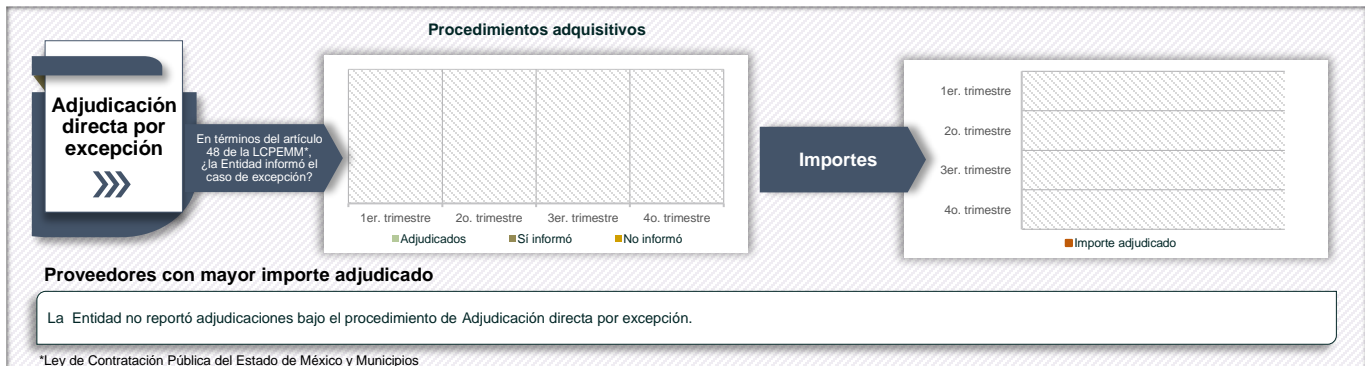 Procedimientos adquisitivos
Adjudicación
directa por
excepción
En términos del artículo
48 de la LCPEMM*,
¿la Entidad informó el
caso de excepción?
1er. trimestre 2o. trimestre 3er. trimestre 4o. trimestre
Adjudicados Sí informó No informó
Importes
1er. trimestre
2o. trimestre
3er. trimestre
4o. trimestre
Importe adjudicado
Proveedores con mayor importe adjudicado
La Entidad no reportó adjudicaciones bajo el procedimiento de Adjudicación directa por excepción.
*Ley de Contratación Pública del Estado de México y Municipios